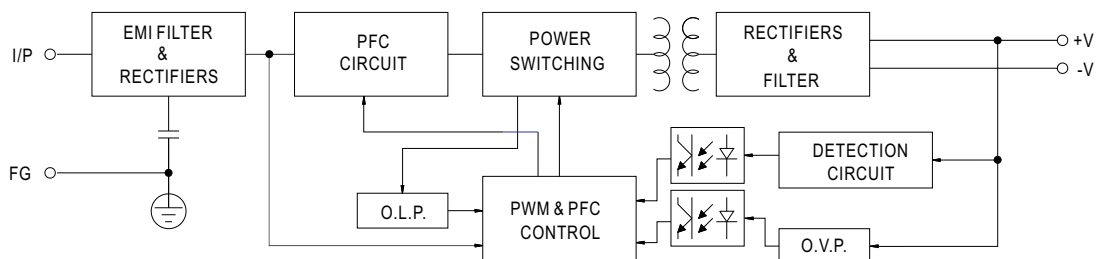 I/P
EMI FILTER
&
RECTIFIERS
PFC
CIRCUIT
POWER
SWITCHING
RECTIFIERS
&
FILTER
+V
-V
FG
O.L.P.
PWM & PFC
CONTROL
DETECTION
CIRCUIT
O.V.P.